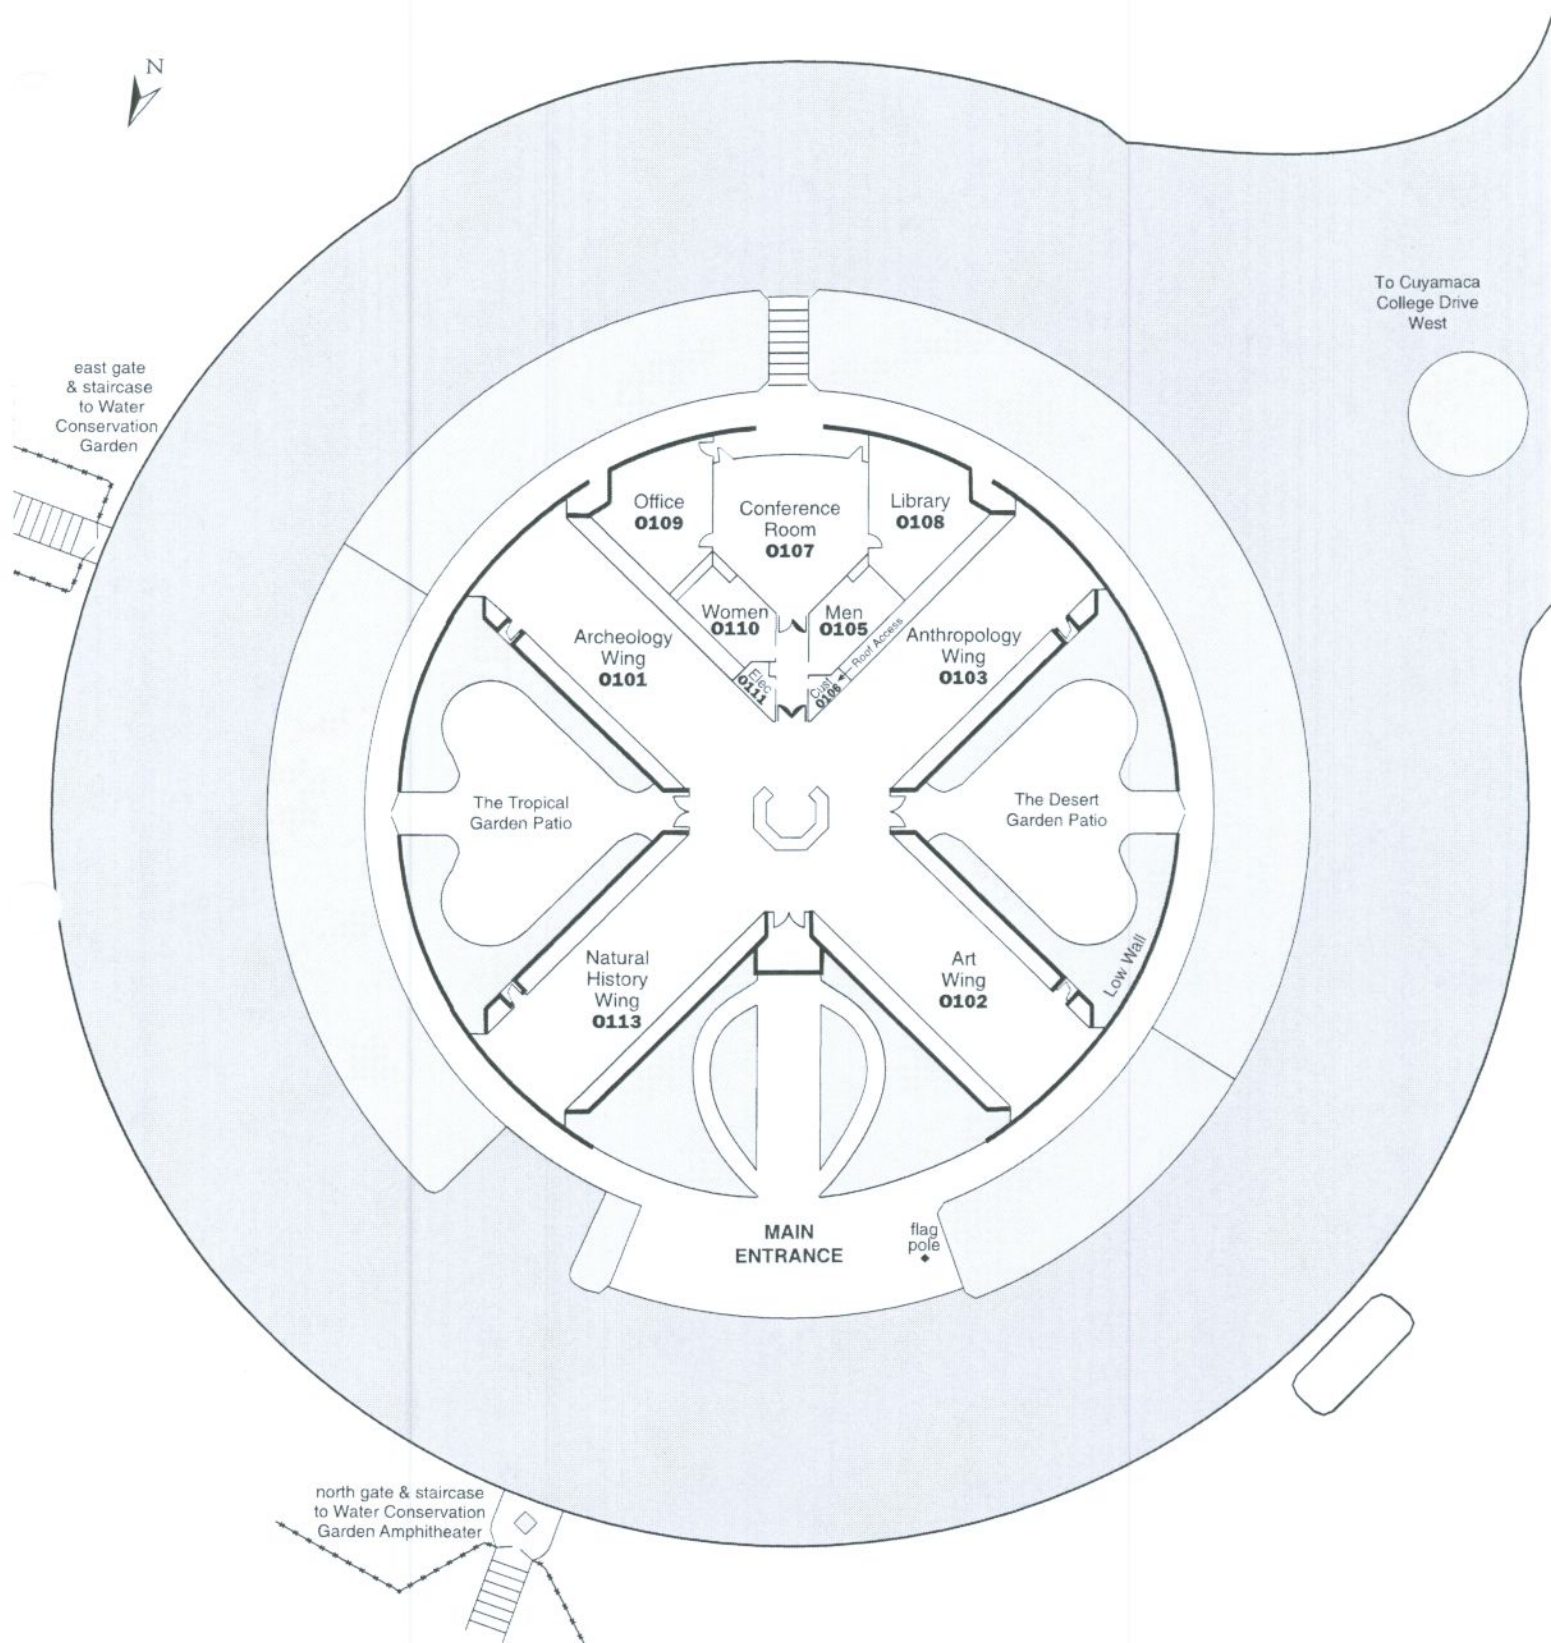 N
To Cuyamaca
College Drive
West
east gate
& staircase
to Water
Conservation
Garden
Office
O109
Conference
Room
O107
Library
O108
Women
O110
Men
O105
Archeology
Wing
O101
Elec
O111
Cust
O106
Roof Access
Anthropology
Wing
O103
The Tropical
Garden Patio
The Desert
Garden Patio
Natural
History
Wing
O113
Art
Wing
O102
Low Wall
MAIN
ENTRANCE
flag
pole
north gate & staircase
to Water Conservation
Garden Amphitheater